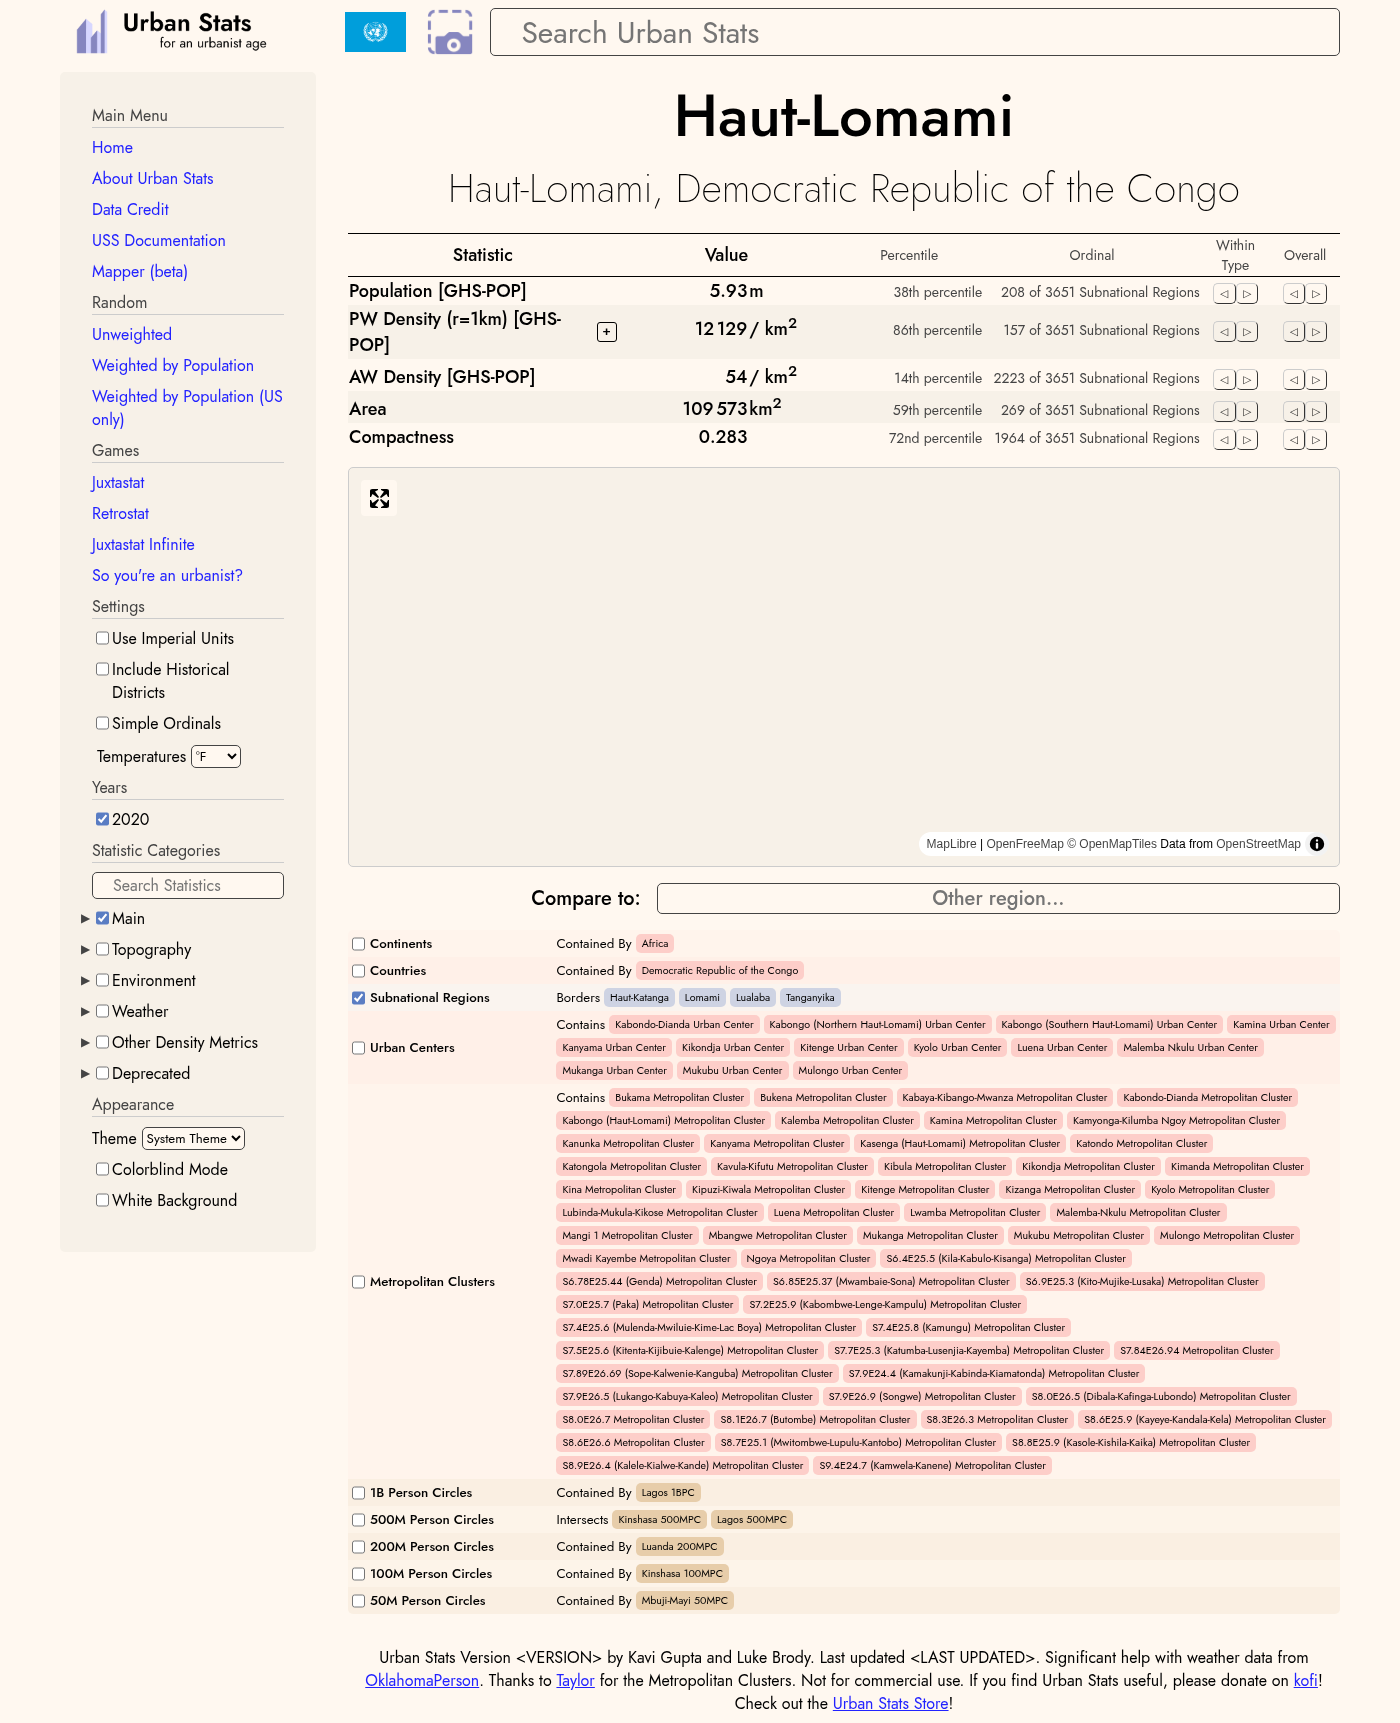 Urban Stats
for an urbanist age
Search Urban Stats
Main Menu
Home
About Urban Stats
Data Credit
USS Documentation
Mapper (beta)
Random
Unweighted
Weighted by Population
Weighted by Population (US only)
Games
Juxtastat
Retrostat
Juxtastat Infinite
So you're an urbanist?
Settings
Use Imperial Units
Include Historical
Districts
Simple Ordinals
Temperatures °F
Years
2020
Statistic Categories
Search Statistics
Main
Topography
Environment
Weather
Other Density Metrics
Deprecated
Appearance
Theme System Theme
Colorblind Mode
White Background
Haut-Lomami
Haut-Lomami, Democratic Republic of the Congo
Statistic Value Percentile Ordinal Within Type Overall
Population [GHS-POP] 5.93 m 38th percentile 208 of 3651 Subnational Regions
PW Density (r=1km) [GHS-POP] + 12 129 / km2 86th percentile 157 of 3651 Subnational Regions
AW Density [GHS-POP] 54 / km2 14th percentile 2223 of 3651 Subnational Regions
Area 109 573 km2 59th percentile 269 of 3651 Subnational Regions
Compactness 0.283 72nd percentile 1964 of 3651 Subnational Regions
MapLibre | OpenFreeMap © OpenMapTiles Data from OpenStreetMap
Compare to: Other region...
Continents Contained By Africa
Countries Contained By Democratic Republic of the Congo
Subnational Regions Borders Haut-Katanga Lomami Lualaba Tanganyika
Urban Centers
Contains Kabondo-Dianda Urban Center Kabongo (Northern Haut-Lomami) Urban Center Kabongo (Southern Haut-Lomami) Urban Center Kamina Urban Center
Kanyama Urban Center Kikondja Urban Center Kitenge Urban Center Kyolo Urban Center Luena Urban Center Malemba Nkulu Urban Center
Mukanga Urban Center Mukubu Urban Center Mulongo Urban Center
Metropolitan Clusters
Contains Bukama Metropolitan Cluster Bukena Metropolitan Cluster Kabaya-Kibango-Mwanza Metropolitan Cluster Kabondo-Dianda Metropolitan Cluster
Kabongo (Haut-Lomami) Metropolitan Cluster Kalemba Metropolitan Cluster Kamina Metropolitan Cluster Kamyonga-Kilumba Ngoy Metropolitan Cluster
Kanunka Metropolitan Cluster Kanyama Metropolitan Cluster Kasenga (Haut-Lomami) Metropolitan Cluster Katondo Metropolitan Cluster
Katongola Metropolitan Cluster Kavula-Kifutu Metropolitan Cluster Kibula Metropolitan Cluster Kikondja Metropolitan Cluster Kimanda Metropolitan Cluster
Kina Metropolitan Cluster Kipuzi-Kiwala Metropolitan Cluster Kitenge Metropolitan Cluster Kizanga Metropolitan Cluster Kyolo Metropolitan Cluster
Lubinda-Mukula-Kikose Metropolitan Cluster Luena Metropolitan Cluster Lwamba Metropolitan Cluster Malemba-Nkulu Metropolitan Cluster
Mangi 1 Metropolitan Cluster Mbangwe Metropolitan Cluster Mukanga Metropolitan Cluster Mukubu Metropolitan Cluster Mulongo Metropolitan Cluster
Mwadi Kayembe Metropolitan Cluster Ngoya Metropolitan Cluster S6.4E25.5 (Kila-Kabulo-Kisanga) Metropolitan Cluster
S6.78E25.44 (Genda) Metropolitan Cluster S6.85E25.37 (Mwambaie-Sona) Metropolitan Cluster S6.9E25.3 (Kito-Mujike-Lusaka) Metropolitan Cluster
S7.0E25.7 (Paka) Metropolitan Cluster S7.2E25.9 (Kabombwe-Lenge-Kampulu) Metropolitan Cluster
S7.4E25.6 (Mulenda-Mwiluie-Kime-Lac Boya) Metropolitan Cluster S7.4E25.8 (Kamungu) Metropolitan Cluster
S7.5E25.6 (Kitenta-Kijibuie-Kalenge) Metropolitan Cluster S7.7E25.3 (Katumba-Lusenjia-Kayemba) Metropolitan Cluster S7.84E26.94 Metropolitan Cluster
S7.89E26.69 (Sope-Kalwenie-Kanguba) Metropolitan Cluster S7.9E24.4 (Kamakunji-Kabinda-Kiamatonda) Metropolitan Cluster
S7.9E26.5 (Lukango-Kabuya-Kaleo) Metropolitan Cluster S7.9E26.9 (Songwe) Metropolitan Cluster S8.0E26.5 (Dibala-Kafinga-Lubondo) Metropolitan Cluster
S8.0E26.7 Metropolitan Cluster S8.1E26.7 (Butombe) Metropolitan Cluster S8.3E26.3 Metropolitan Cluster S8.6E25.9 (Kayeye-Kandala-Kela) Metropolitan Cluster
S8.6E26.6 Metropolitan Cluster S8.7E25.1 (Mwitombwe-Lupulu-Kantobo) Metropolitan Cluster S8.8E25.9 (Kasole-Kishila-Kaika) Metropolitan Cluster
S8.9E26.4 (Kalele-Kialwe-Kande) Metropolitan Cluster S9.4E24.7 (Kamwela-Kanene) Metropolitan Cluster
1B Person Circles Contained By Lagos 1BPC
500M Person Circles Intersects Kinshasa 500MPC Lagos 500MPC
200M Person Circles Contained By Luanda 200MPC
100M Person Circles Contained By Kinshasa 100MPC
50M Person Circles Contained By Mbuji-Mayi 50MPC
Urban Stats Version <VERSION> by Kavi Gupta and Luke Brody. Last updated <LAST UPDATED>. Significant help with weather data from
OklahomaPerson. Thanks to Taylor for the Metropolitan Clusters. Not for commercial use. If you find Urban Stats useful, please donate on kofi!
Check out the Urban Stats Store!